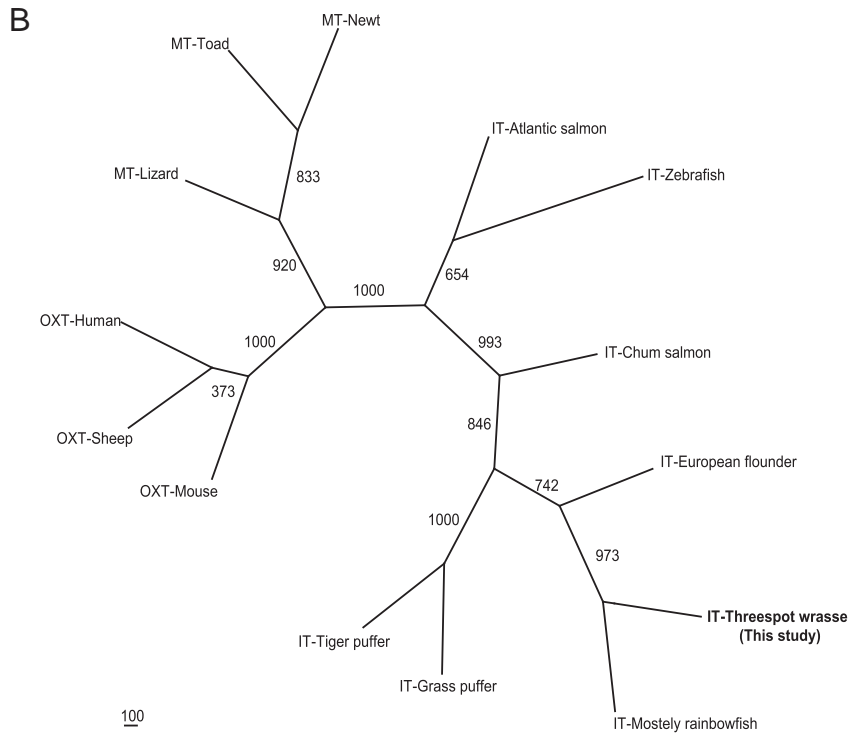 B
MT-Newt
MT-Toad
IT-Atlantic salmon
MT-Lizard
833
IT-Zebrafish
920
654
1000
OXT-Human
1000
993
IT-Chum salmon
373
846
OXT-Sheep
IT-European flounder
OXT-Mouse
742
1000
973
IT-Threespot wrasse
(This study)
IT-Tiger puffer
IT-Grass puffer
100
IT-Mostely rainbowfish